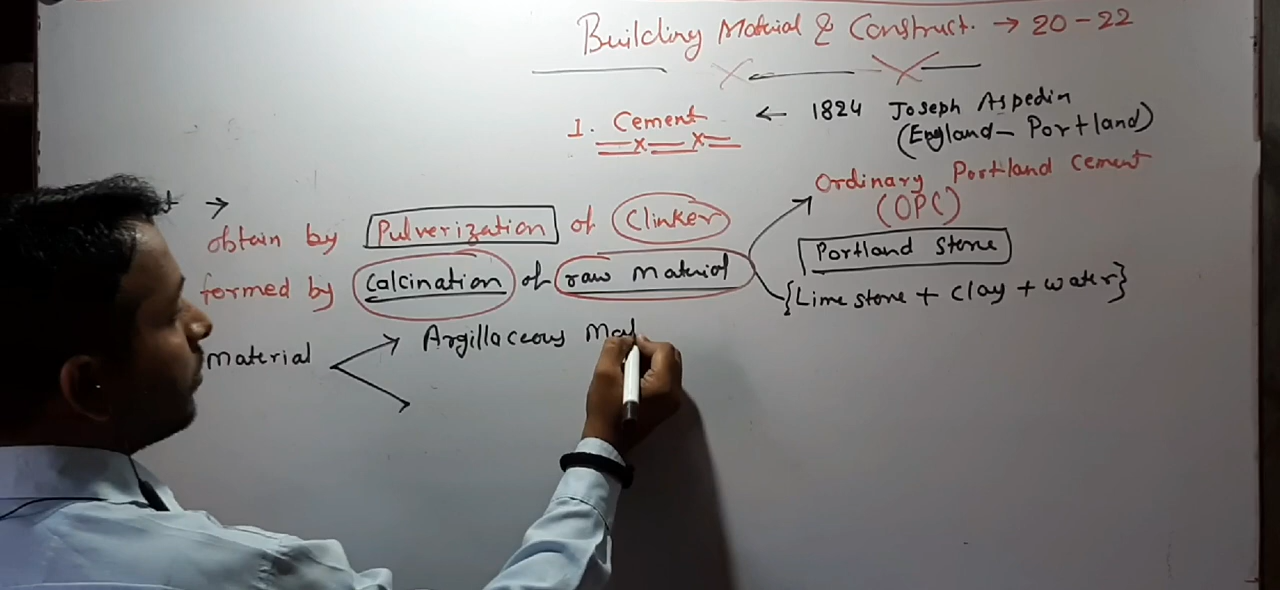 Building Material & Construct. → 20-22
1. Cement ← 1824 Joseph Aspedin
(England - Portland)
Ordinary Portland Cement
(OPC)
t →
obtain by Pulverization of Clinker
Portland stone
formed by Calcination of raw Material
{Lime stone + Clay + water}
Material
Argillaceous Mat